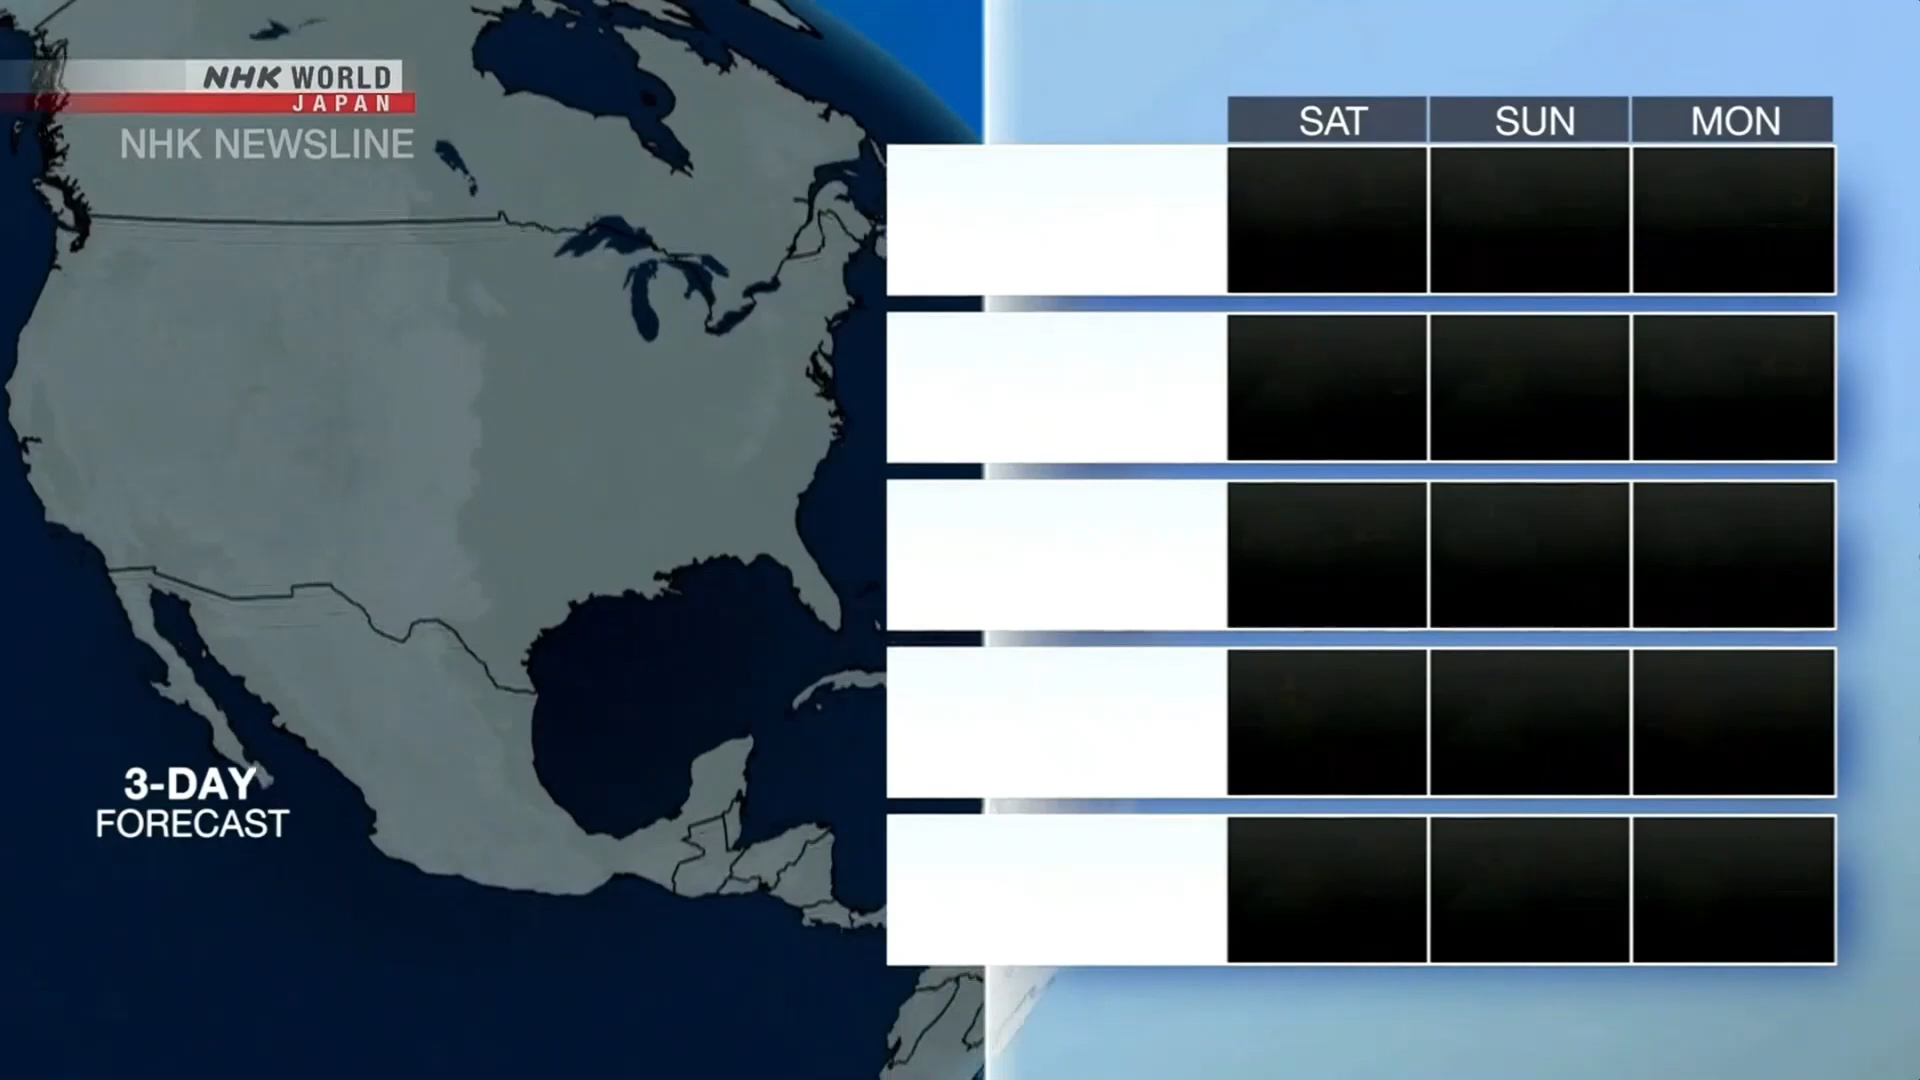 NHK WORLD
JAPAN
NHK NEWSLINE
SAT SUN MON
3-DAY
FORECAST